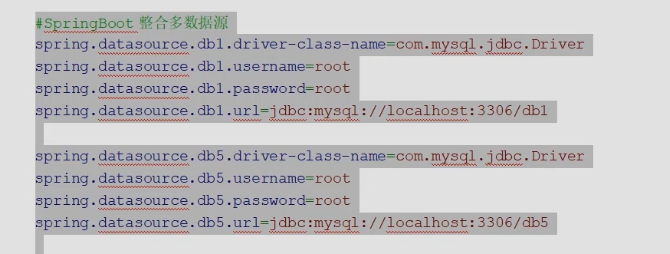 #SpringBoot 整合多数据源
spring.datasource.db1.driver-class-name=com.mysql.jdbc.Driver
spring.datasource.db1.username=root
spring.datasource.db1.password=root
spring.datasource.db1.url=jdbc:mysql://localhost:3306/db1
spring.datasource.db5.driver-class-name=com.mysql.jdbc.Driver
spring.datasource.db5.username=root
spring.datasource.db5.password=root
spring.datasource.db5.url=jdbc:mysql://localhost:3306/db5